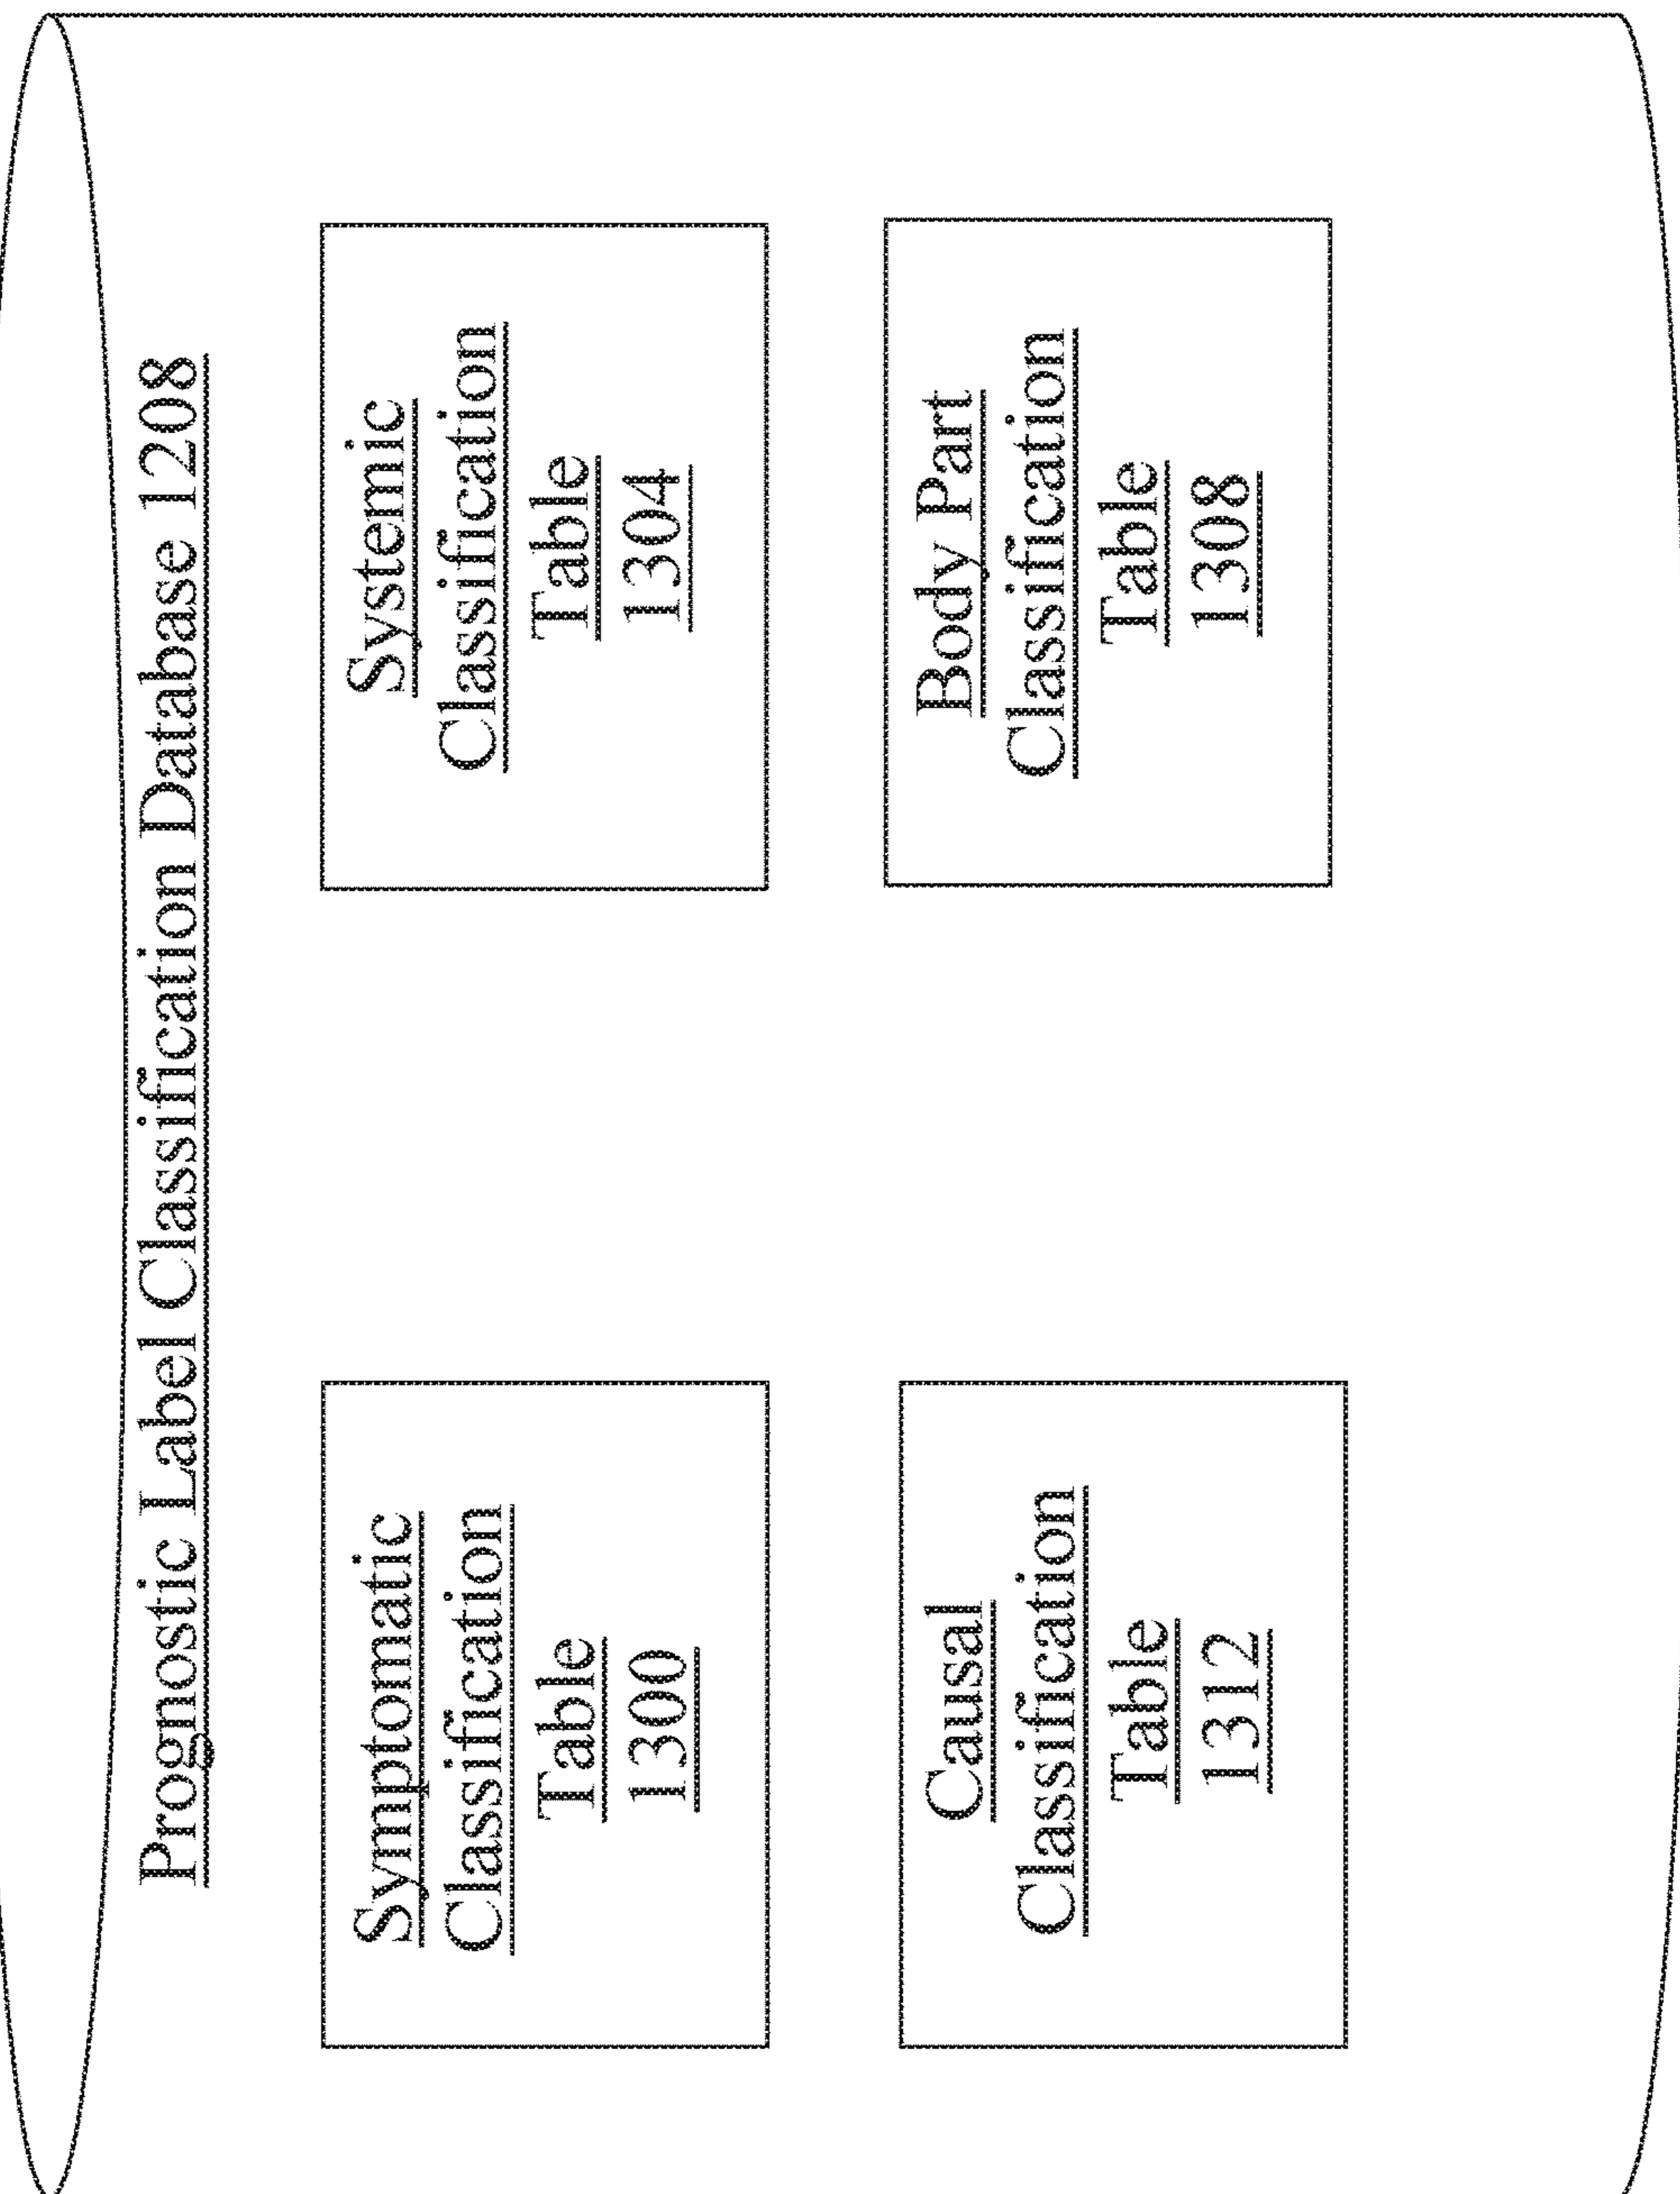 Prognostic Label Classification Database 1208
Symptomatic
Classification
Table
1300
Systemic
Classification
Table
1304
Causal
Classification
Table
1312
Body Part
Classification
Table
1308